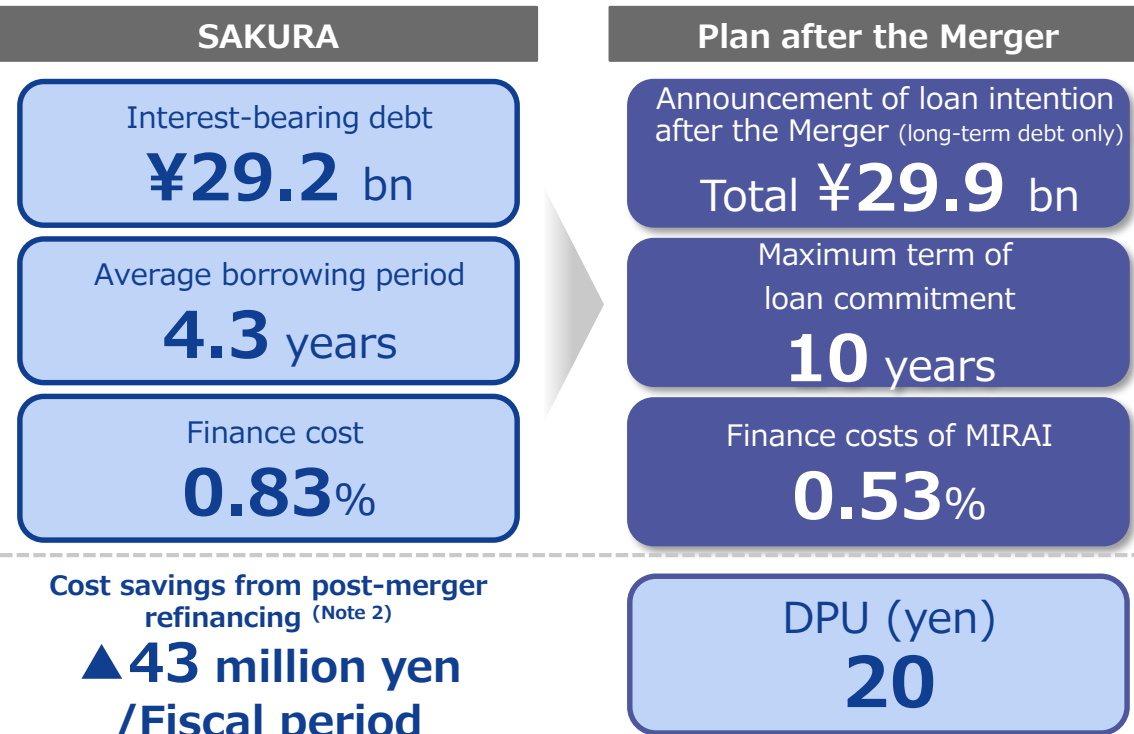 SAKURA
Interest-bearing debt
¥29.2 bn
Average borrowing period
4.3 years
Finance cost
0.83%
Cost savings from post-merger
refinancing (Note 2)
▲43 million yen
/Fiscal period
Plan after the Merger
Announcement of loan intention
after the Merger (long-term debt only)
Total ¥29.9 bn
Maximum term of
loan commitment
10 years
Finance costs of MIRAI
0.53%
DPU (yen)
20